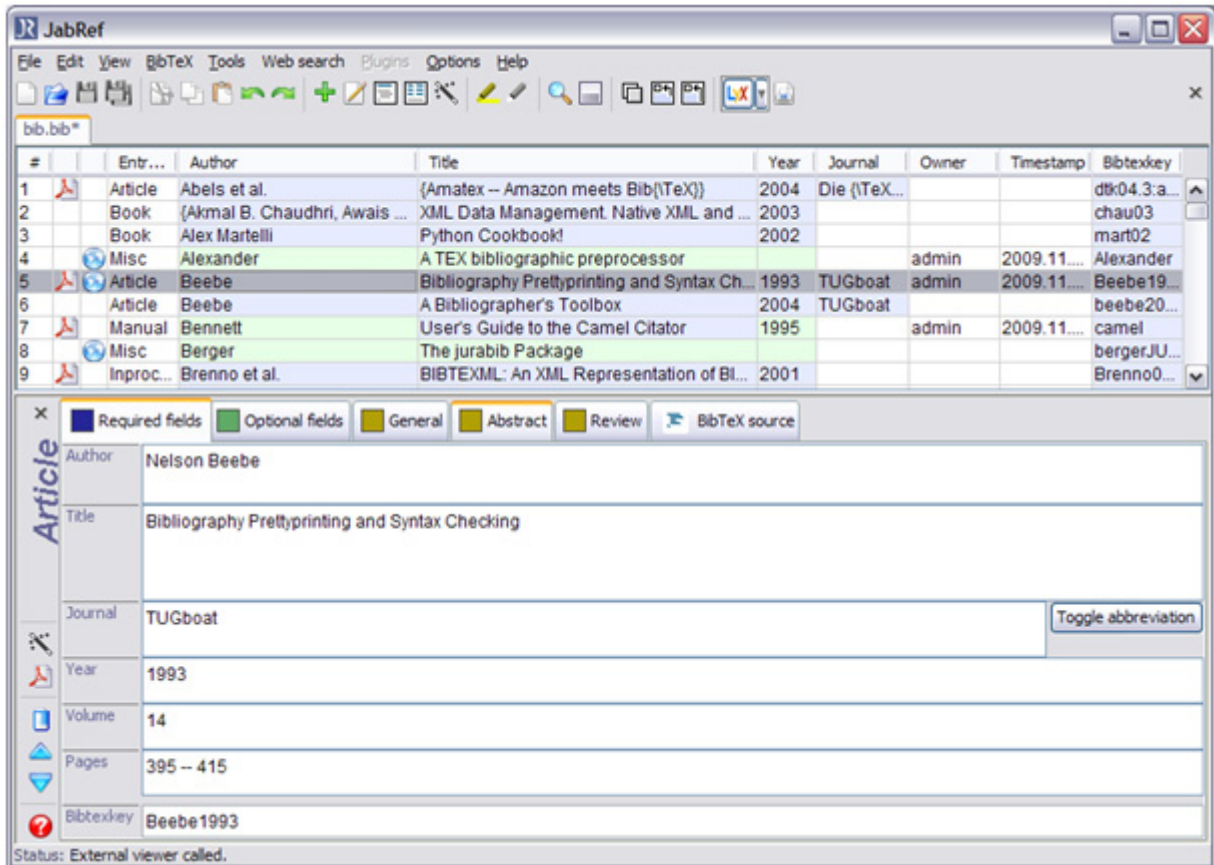 JabRef
File Edit View BibTeX Tools Web search Plugins Options Help
bib.bib*
# Entr... Author Title Year Journal Owner Timestamp Bibtexkey
1 Article Abels et al. {Amatex -- Amazon meets Bib{\TeX}} 2004 Die {\TeX... dtk04.3:a...
2 Book {Akmal B. Chaudhri, Awais ... XML Data Management. Native XML and ... 2003 chau03
3 Book Alex Martelli Python Cookbook! 2002 mart02
4 Misc Alexander A TEX bibliographic preprocessor admin 2009.11.... Alexander
5 Article Beebe Bibliography Prettyprinting and Syntax Ch... 1993 TUGboat admin 2009.11.... Beebe19...
6 Article Beebe A Bibliographer's Toolbox 2004 TUGboat beebe20...
7 Manual Bennett User's Guide to the Camel Citator 1995 admin 2009.11.... camel
8 Misc Berger The jurabib Package bergerJU...
9 Inproc... Brenno et al. BIBTEXML: An XML Representation of BI... 2001 Brenno0...
Required fields Optional fields General Abstract Review BibTeX source
Article
Author Nelson Beebe
Title Bibliography Prettyprinting and Syntax Checking
Journal TUGboat Toggle abbreviation
Year 1993
Volume 14
Pages 395 -- 415
Bibtexkey Beebe1993
Status: External viewer called.